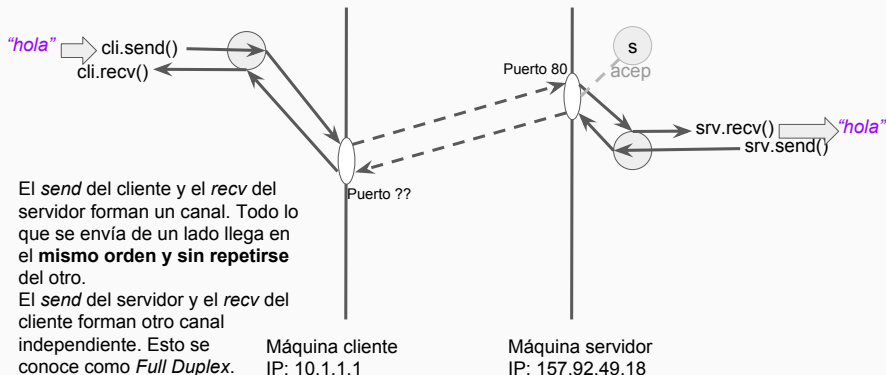 “hola”
cli.send()
cli.recv()
s
acep
Puerto 80
srv.recv()
“hola”
srv.send()
Puerto ??
El send del cliente y el recv del
servidor forman un canal. Todo lo
que se envía de un lado llega en
el mismo orden y sin repetirse
del otro.
El send del servidor y el recv del
cliente forman otro canal
independiente. Esto se
conoce como Full Duplex.
Máquina cliente
IP: 10.1.1.1
Máquina servidor
IP: 157.92.49.18